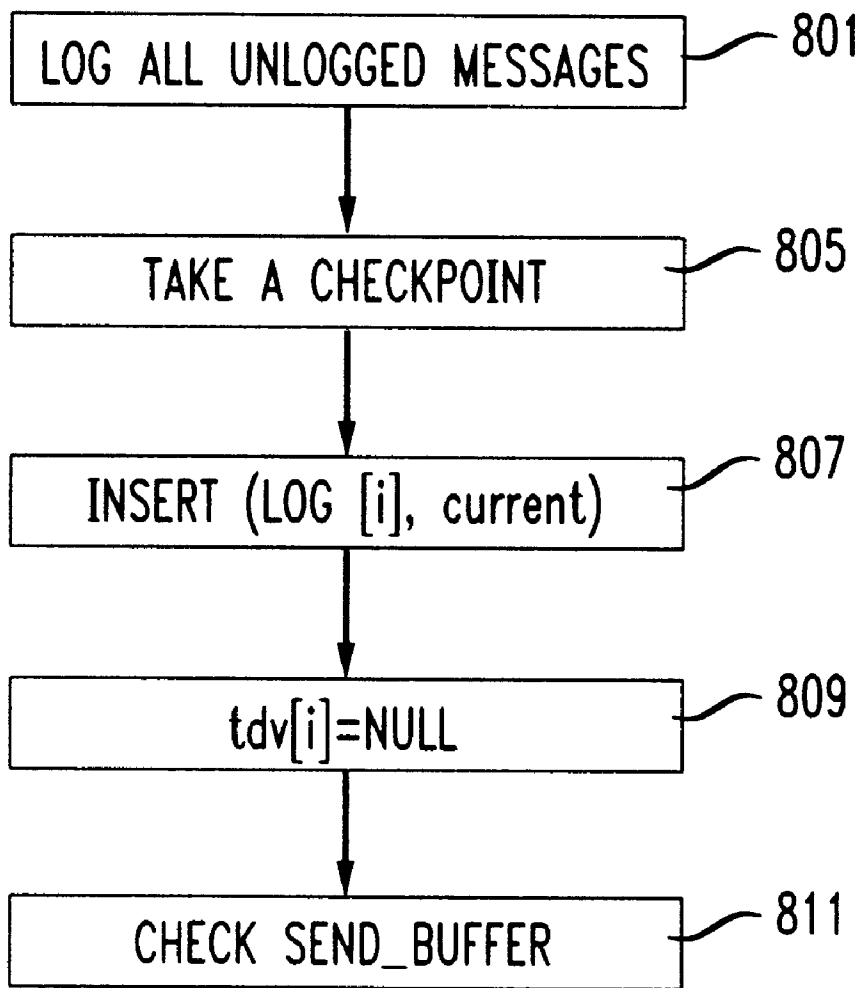 LOG ALL UNLOGGED MESSAGES
801
TAKE A CHECKPOINT
805
INSERT (LOG [i], current)
807
tdv[i]=NULL
809
CHECK SEND_BUFFER
811